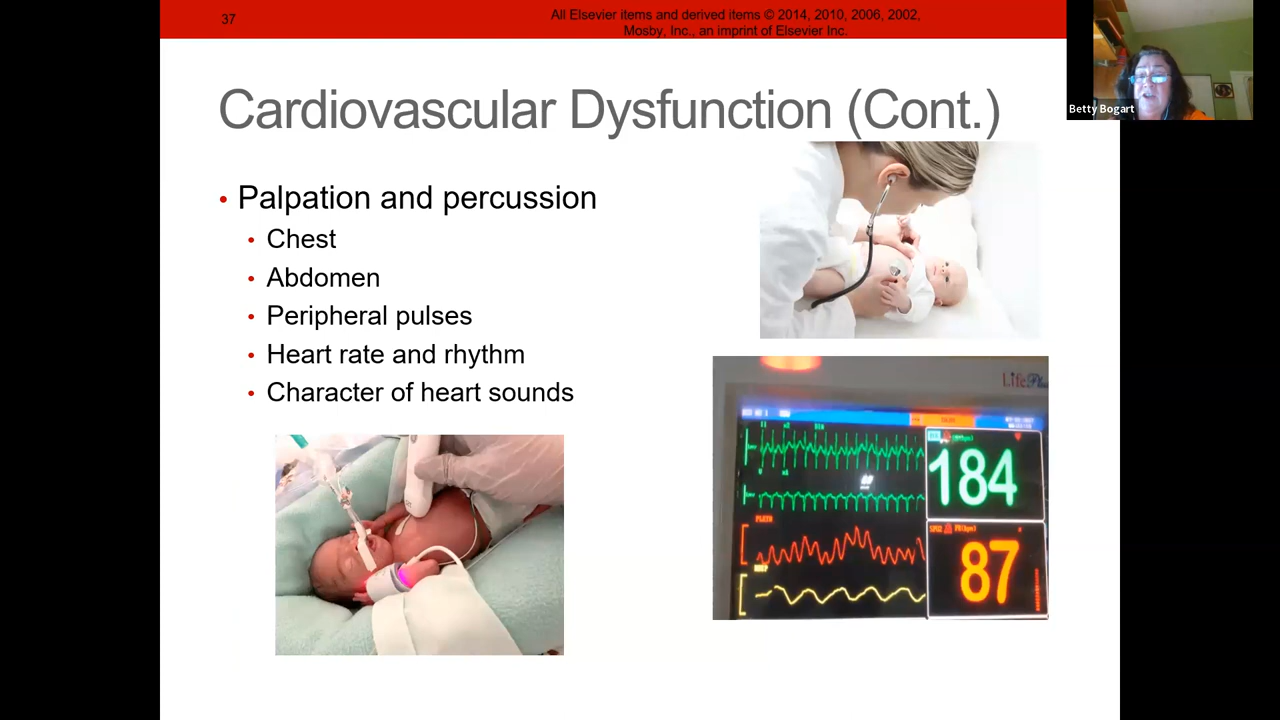 37
All Elsevier items and derived items © 2014, 2010, 2006, 2002,
Mosby, Inc., an imprint of Elsevier Inc.
Betty Bogart
Cardiovascular Dysfunction (Cont.)
• Palpation and percussion
• Chest
• Abdomen
• Peripheral pulses
• Heart rate and rhythm
• Character of heart sounds
184
PLETH
87